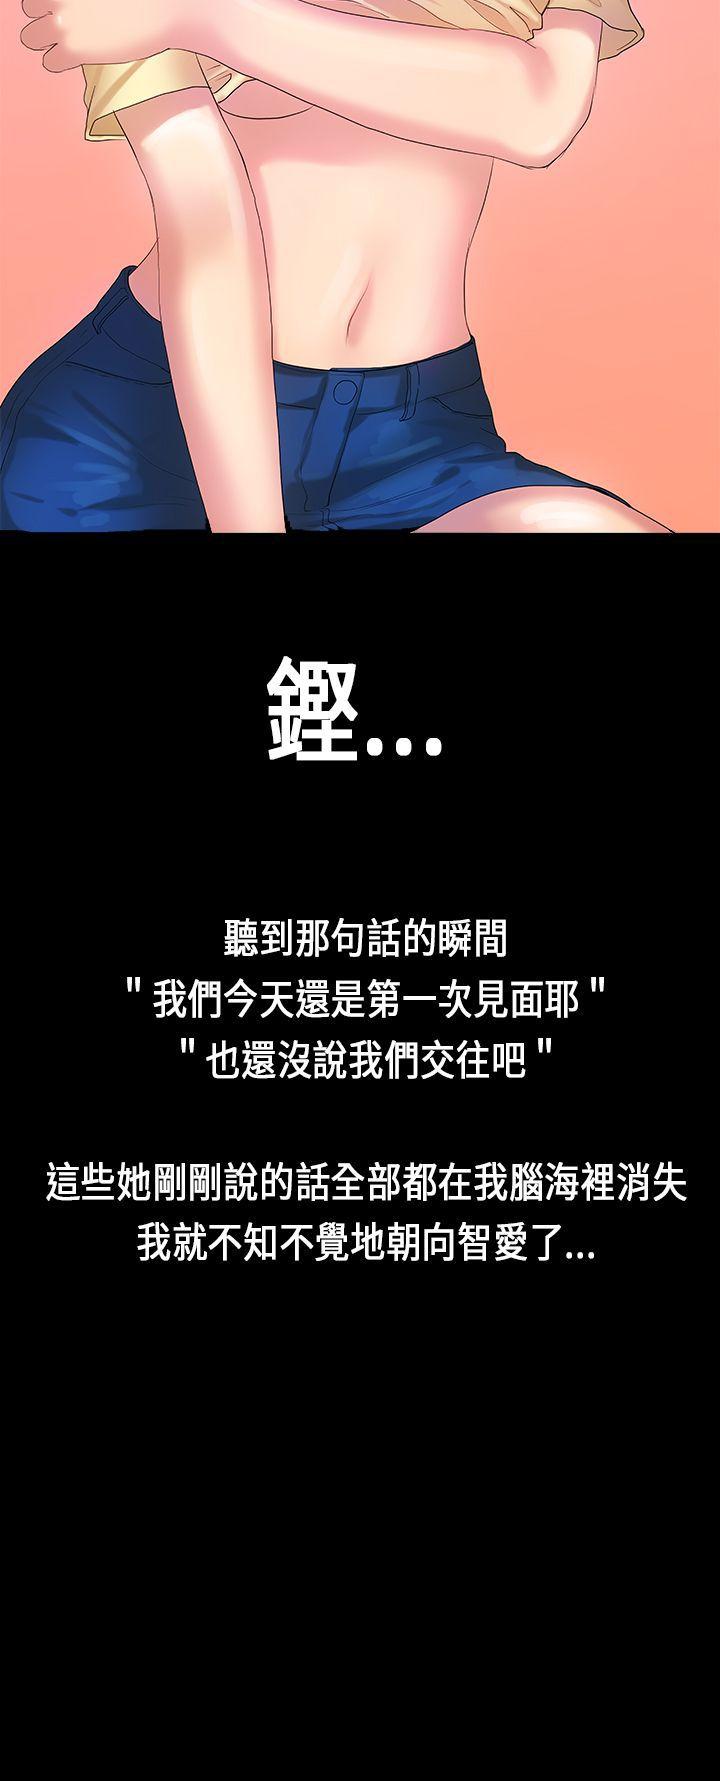 鏗...
聽到那句話的瞬間
"我們今天還是第一次見面耶"
"也還沒說我們交往吧"
這些她剛剛說的話全部都在我腦海裡消失
我就不知不覺地朝向智愛了...